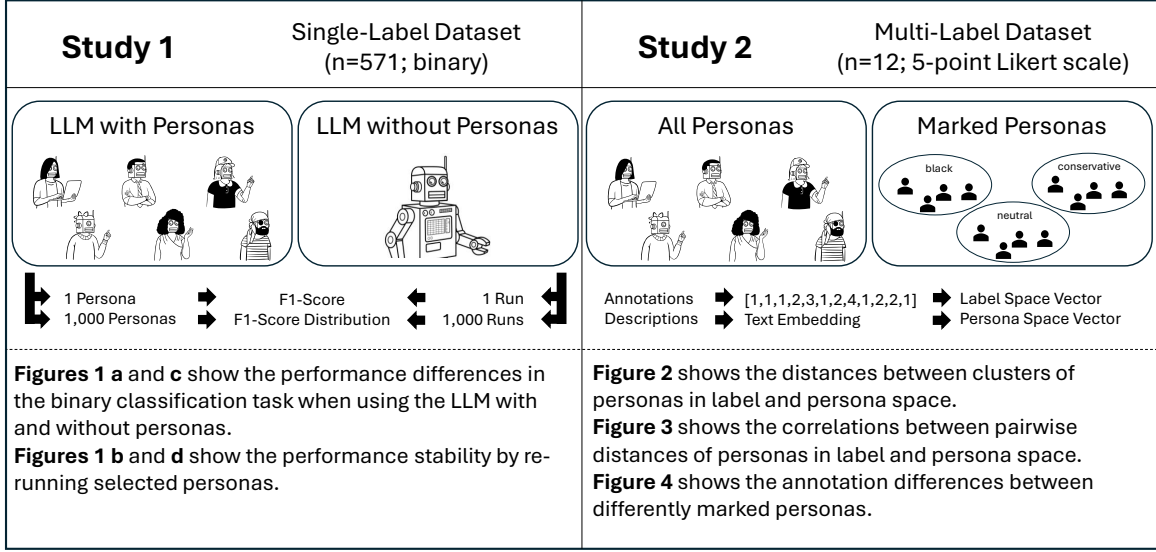 Study 1
Single-Label Dataset
(n=571; binary)
LLM with Personas
LLM without Personas
1 Persona
F1-Score
1 Run
1,000 Personas
F1-Score Distribution
1,000 Runs
Figures 1 a and c show the performance differences in
the binary classification task when using the LLM with
and without personas.
Figures 1 b and d show the performance stability by re-
running selected personas.
Study 2
Multi-Label Dataset
(n=12; 5-point Likert scale)
All Personas
Marked Personas
black
conservative
neutral
Annotations
[1,1,1,2,3,1,2,4,1,2,2,1]
Label Space Vector
Descriptions
Text Embedding
Persona Space Vector
Figure 2 shows the distances between clusters of
personas in label and persona space.
Figure 3 shows the correlations between pairwise
distances of personas in label and persona space.
Figure 4 shows the annotation differences between
differently marked personas.